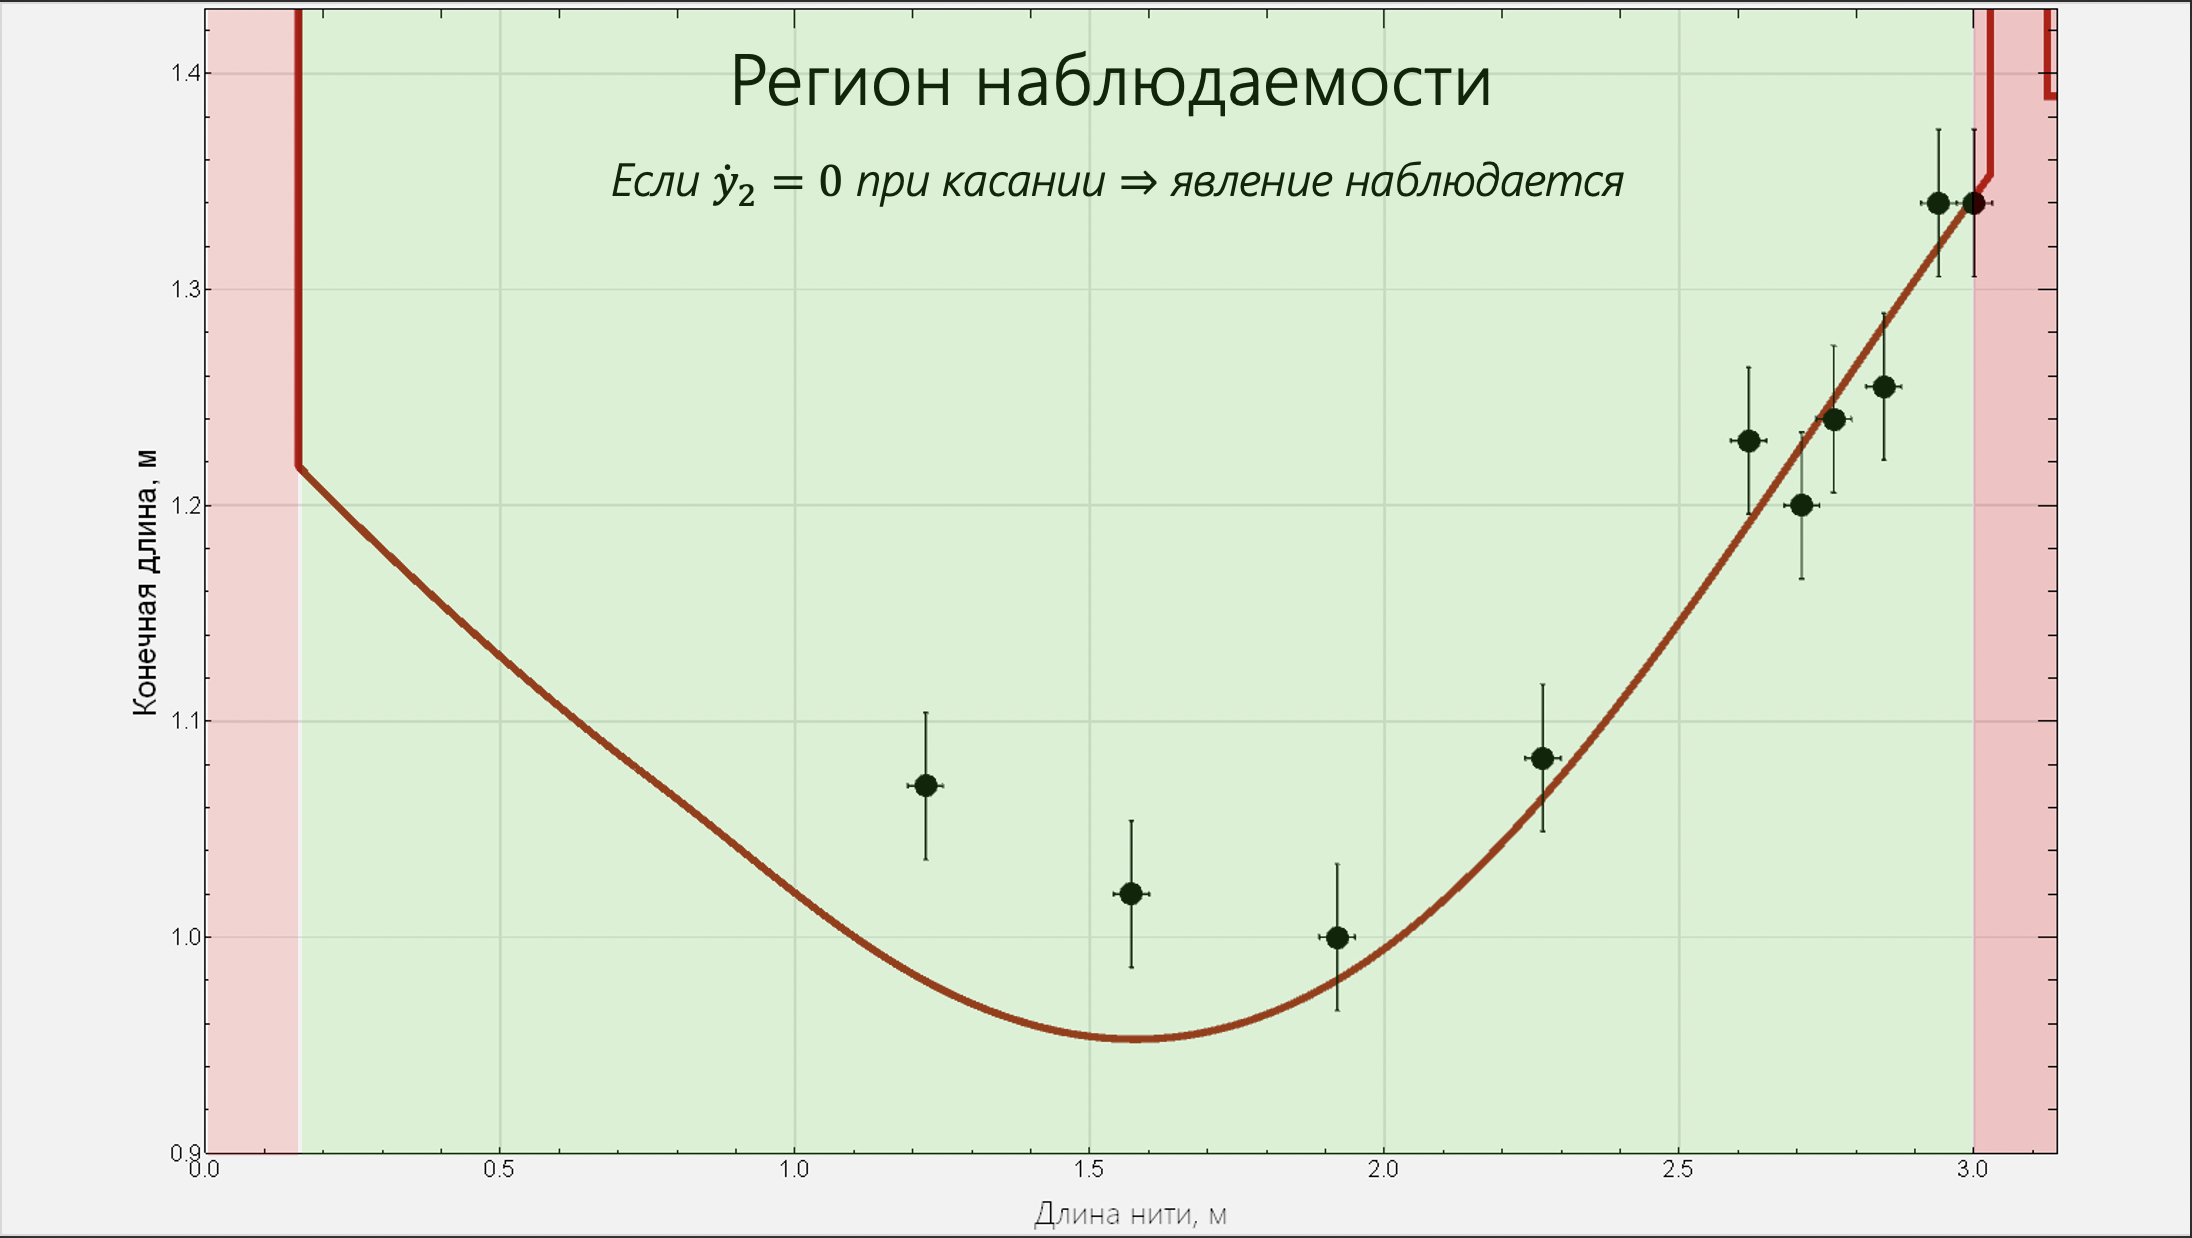 Регион наблюдаемости
Если ẏ₂ = 0 при касании ⇒ явление наблюдается
1.4
1.3
1.2
1.1
1.0
0.9
Конечная длина, м
0.0 0.5 1.0 1.5 2.0 2.5 3.0
Длина нити, м